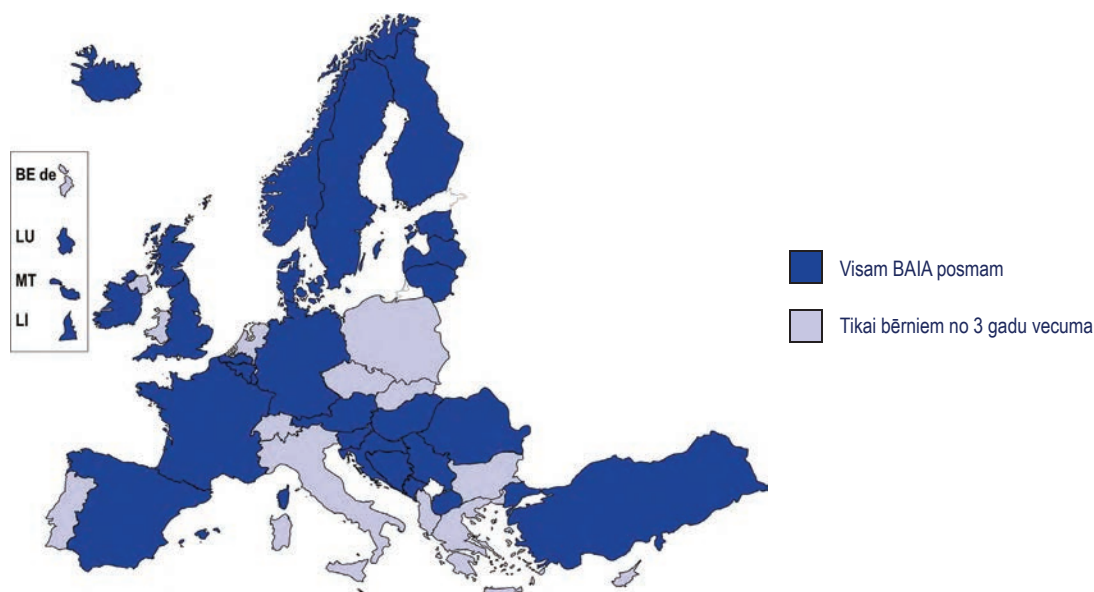 BE de
LU
MT
LI
Visam BAIA posmam
Tikai bērniem no 3 gadu vecuma